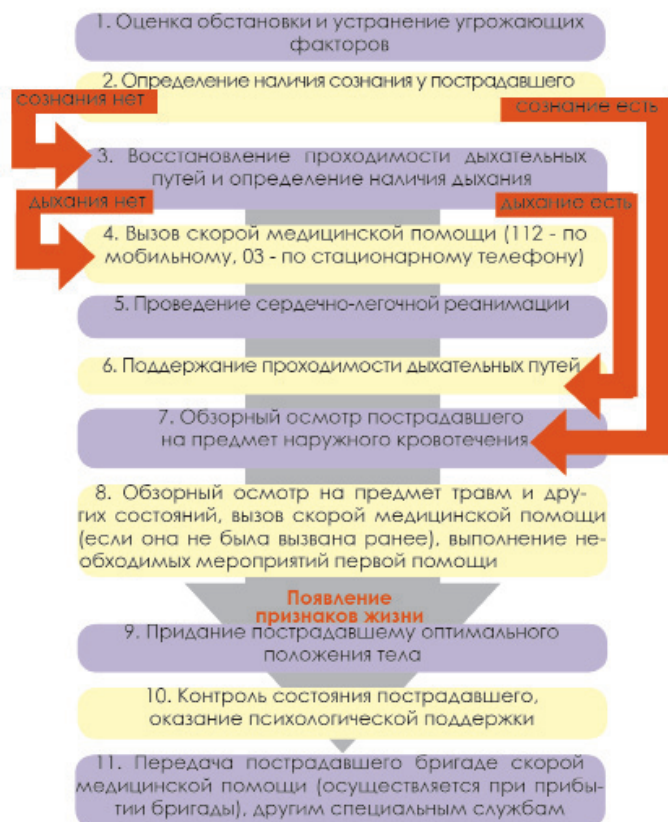 1. Оценка обстановки и устранение угрожающих
факторов
2. Определение наличия сознания у пострадавшего
сознания нет
сознание есть
3. Восстановление проходимости дыхательных
путей и определение наличия дыхания
дыхания нет
дыхание есть
4. Вызов скорой медицинской помощи (112 - по
мобильному, 03 - по стационарному телефону)
5. Проведение сердечно-легочной реанимации
6. Поддержание проходимости дыхательных путей
7. Обзорный осмотр пострадавшего
на предмет наружного кровотечения
8. Обзорный осмотр на предмет травм и дру-
гих состояний, вызов скорой медицинской помощи
(если она не была вызвана ранее), выполнение не-
обходимых мероприятий первой помощи
Появление
признаков жизни
9. Придание пострадавшему оптимального
положения тела
10. Контроль состояния пострадавшего,
оказание психологической поддержки
11. Передача пострадавшего бригаде скорой
медицинской помощи (осуществляется при прибы-
тии бригады), другим специальным службам